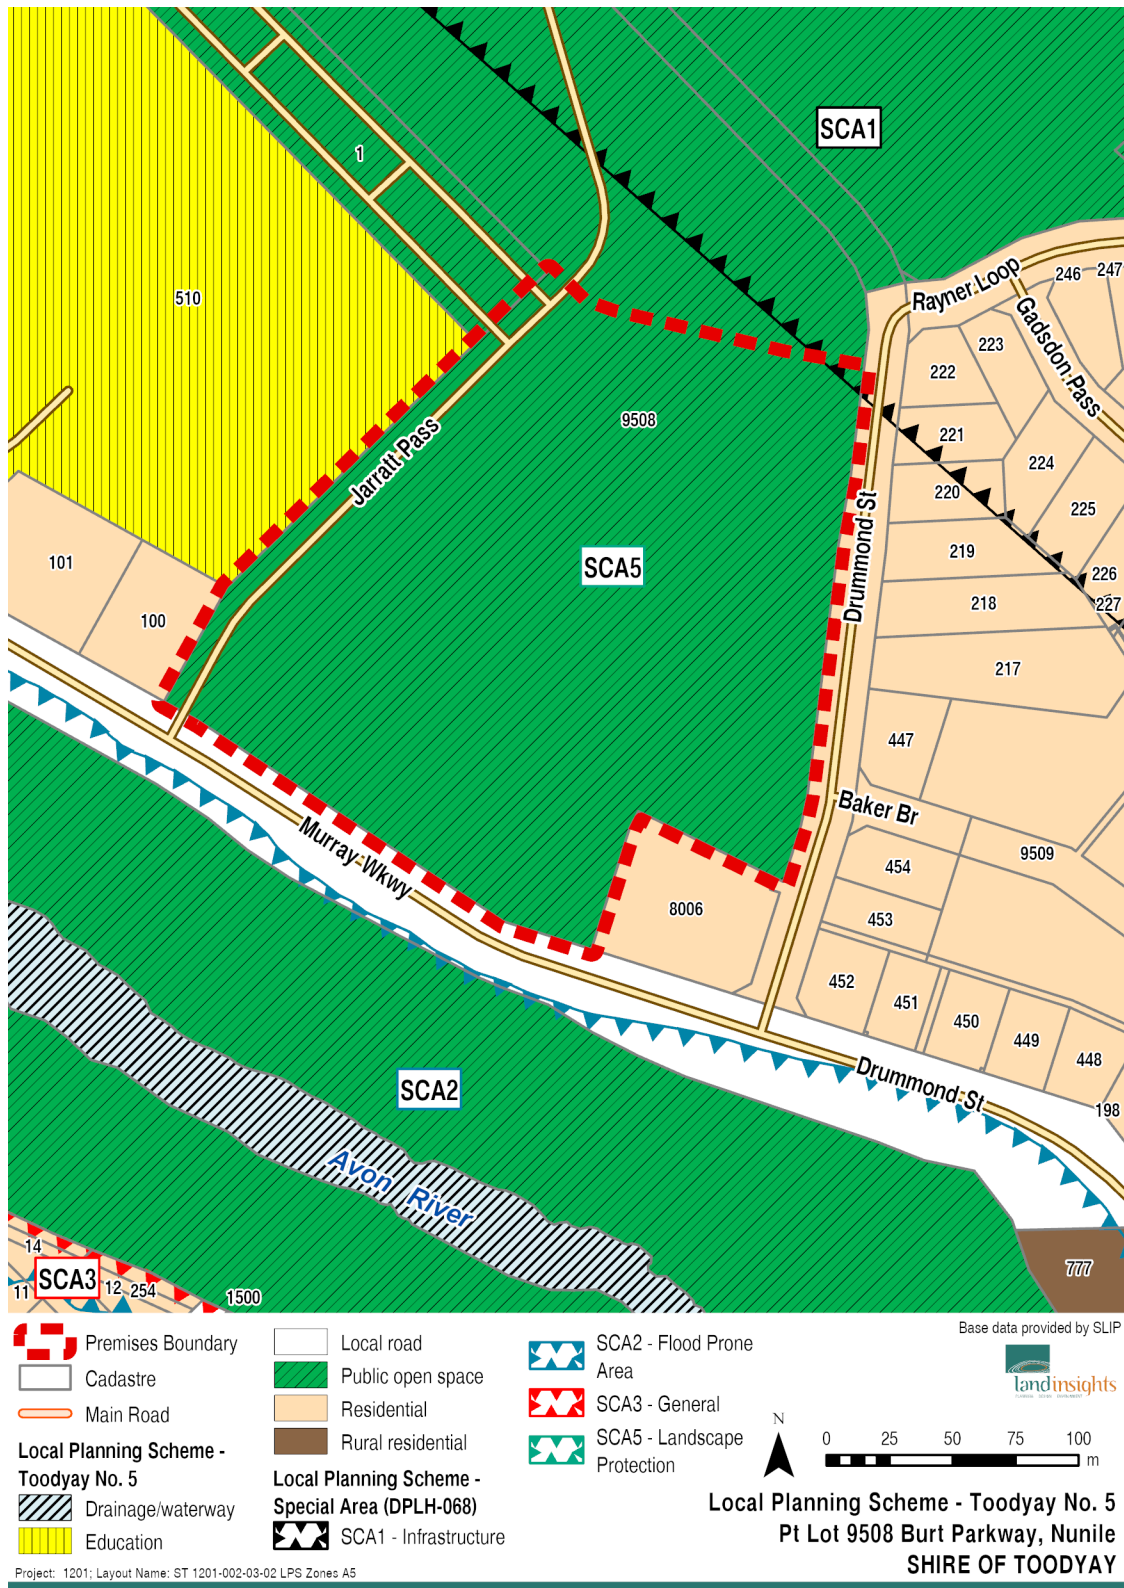 SCA1
1
510
Rayner Loop
246
247
Gadsdon Pass
223
222
9508
221
Jarratt Pass
224
220
225
Drummond St
219
101
SCA5
226
218
227
100
217
447
Baker Br
Murray Wkwy
454
9509
8006
453
452
451
450
449
448
SCA2
Drummond St
198
Avon River
14
SCA3
11
12
254
1500
777
Premises Boundary
Cadastre
Main Road
Local Planning Scheme -
Toodyay No. 5
Drainage/waterway
Education
Local road
Public open space
Residential
Rural residential
Local Planning Scheme -
Special Area (DPLH-068)
SCA1 - Infrastructure
SCA2 - Flood Prone
Area
SCA3 - General
SCA5 - Landscape
Protection
Base data provided by SLIP
landinsights
N
0 25 50 75 100
m
Local Planning Scheme - Toodyay No. 5
Pt Lot 9508 Burt Parkway, Nunile
SHIRE OF TOODYAY
Project: 1201; Layout Name: ST 1201-002-03-02 LPS Zones A5